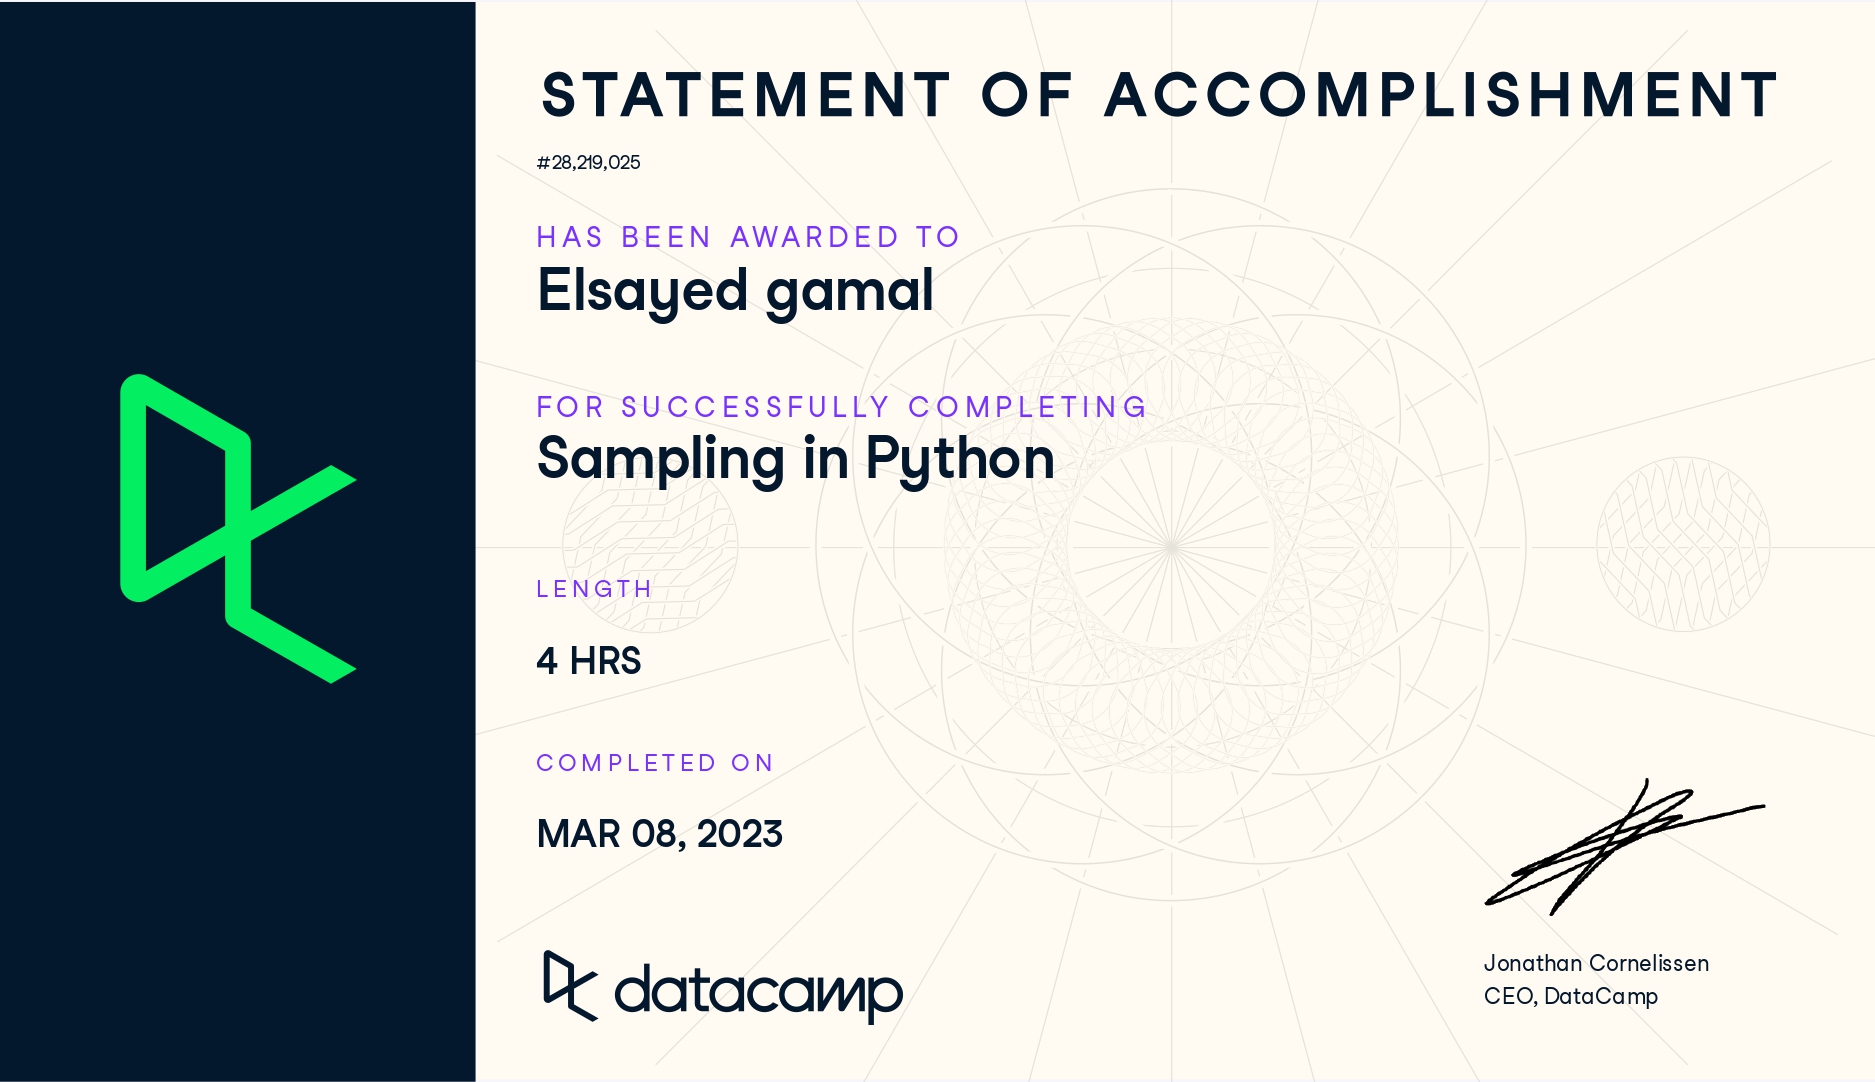 STATEMENT OF ACCOMPLISHMENT
#28,219,025
HAS BEEN AWARDED TO
Elsayed gamal
FOR SUCCESSFULLY COMPLETING
Sampling in Python
LENGTH
4 HRS
COMPLETED ON
MAR 08, 2023
datacamp
Jonathan Cornelissen
CEO, DataCamp